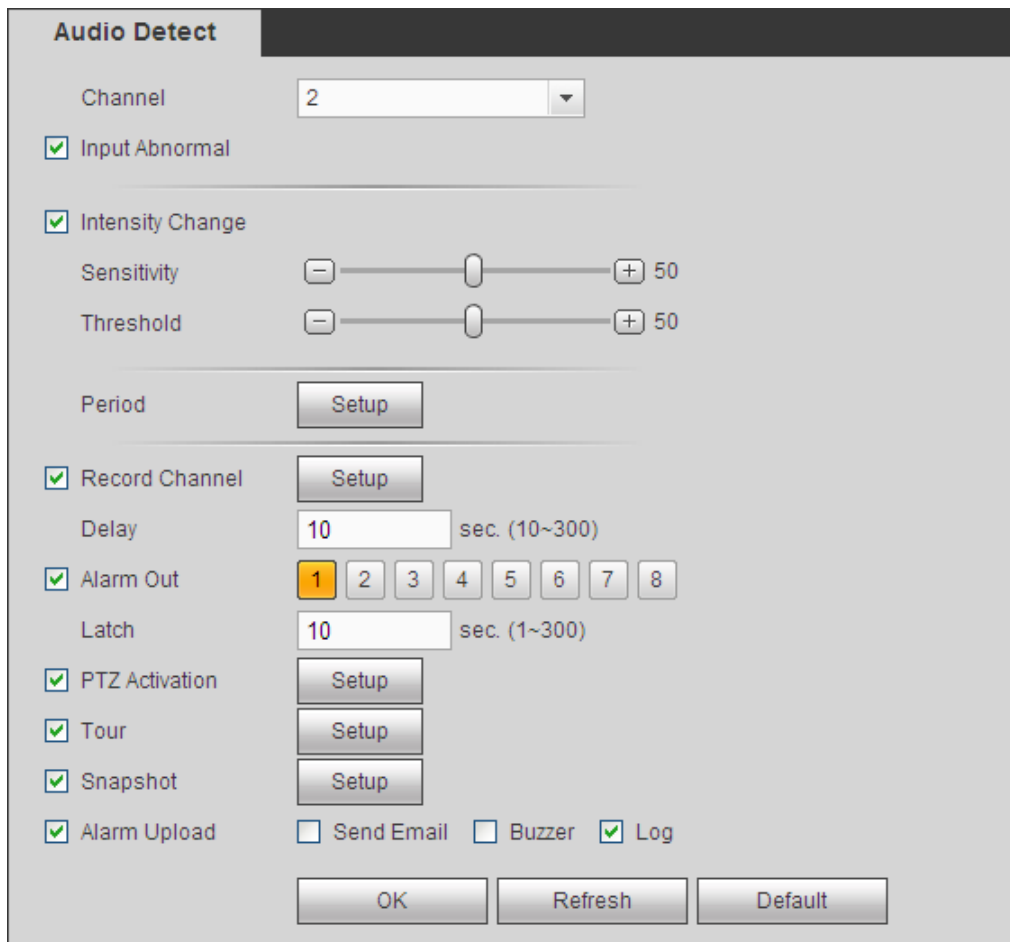 Audio Detect
Channel 2
Input Abnormal
Intensity Change
Sensitivity 50
Threshold 50
Period Setup
Record Channel Setup
Delay 10 sec. (10~300)
Alarm Out 1 2 3 4 5 6 7 8
Latch 10 sec. (1~300)
PTZ Activation Setup
Tour Setup
Snapshot Setup
Alarm Upload Send Email Buzzer Log
OK Refresh Default